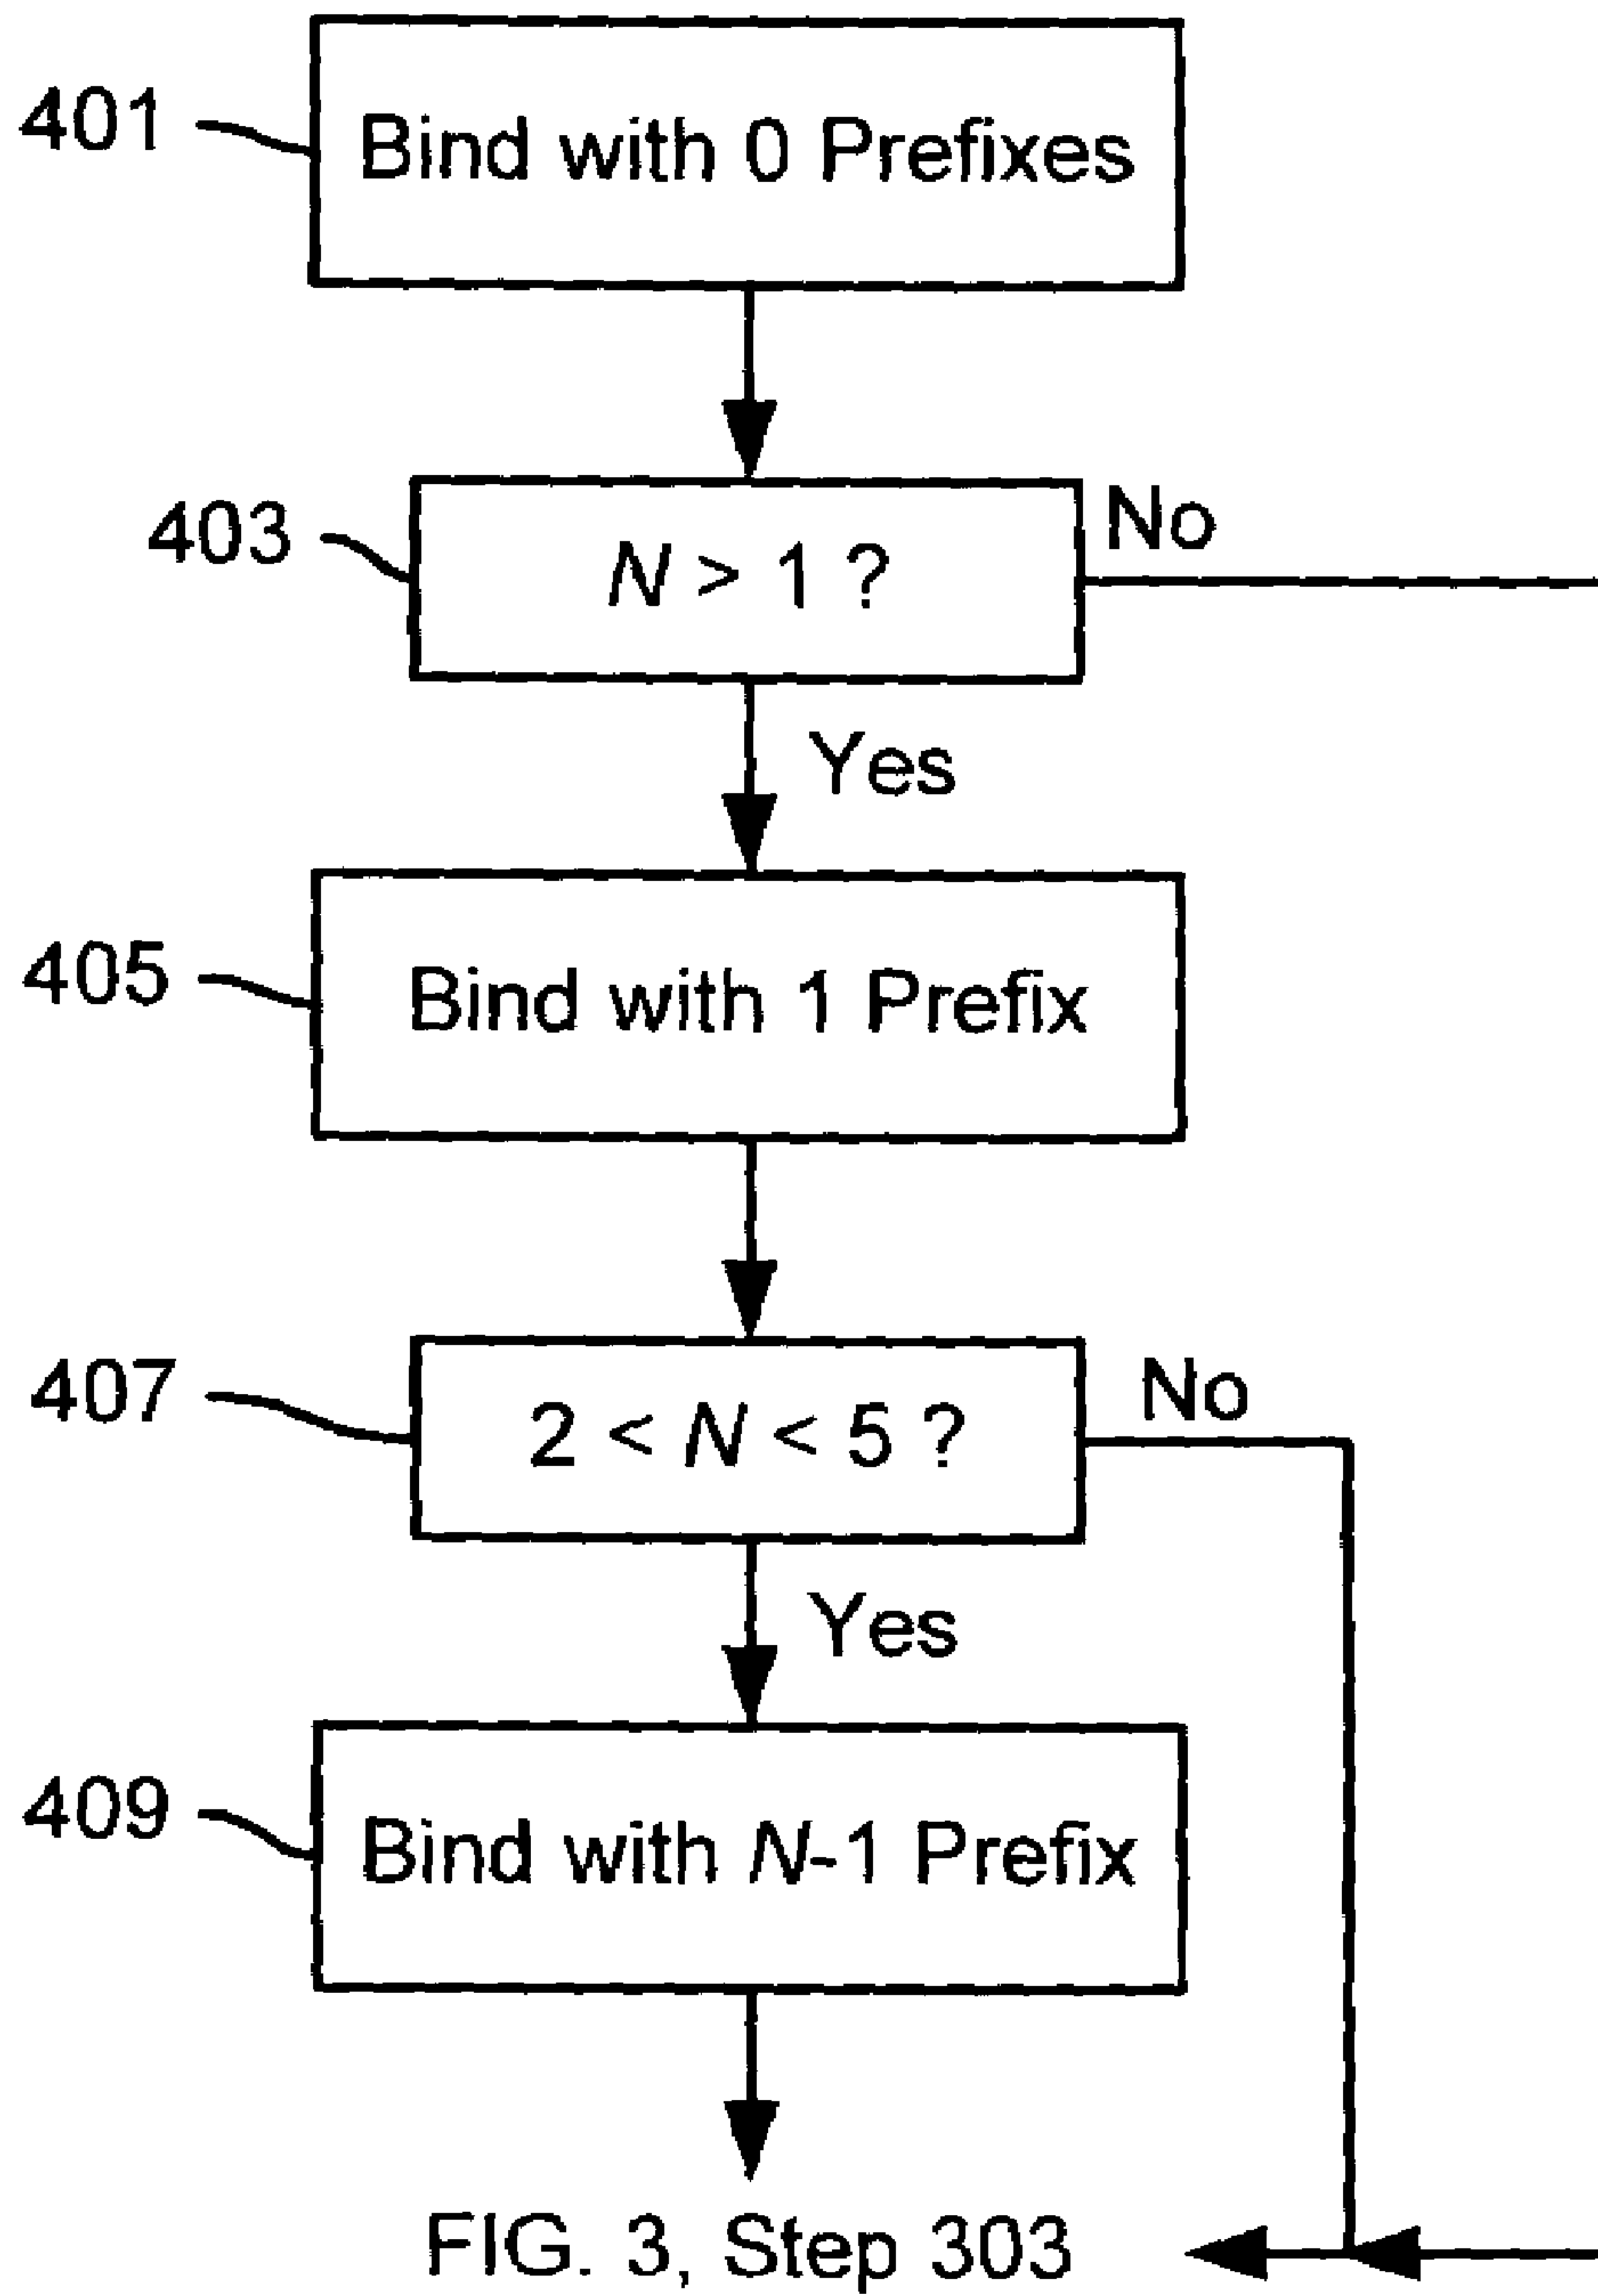 401
Bind with 0 Prefixes
403
N > 1 ?
No
Yes
405
Bind with 1 Prefix
407
2 < N < 5 ?
No
Yes
409
Bind with N-1 Prefix
FIG. 3, Step 303